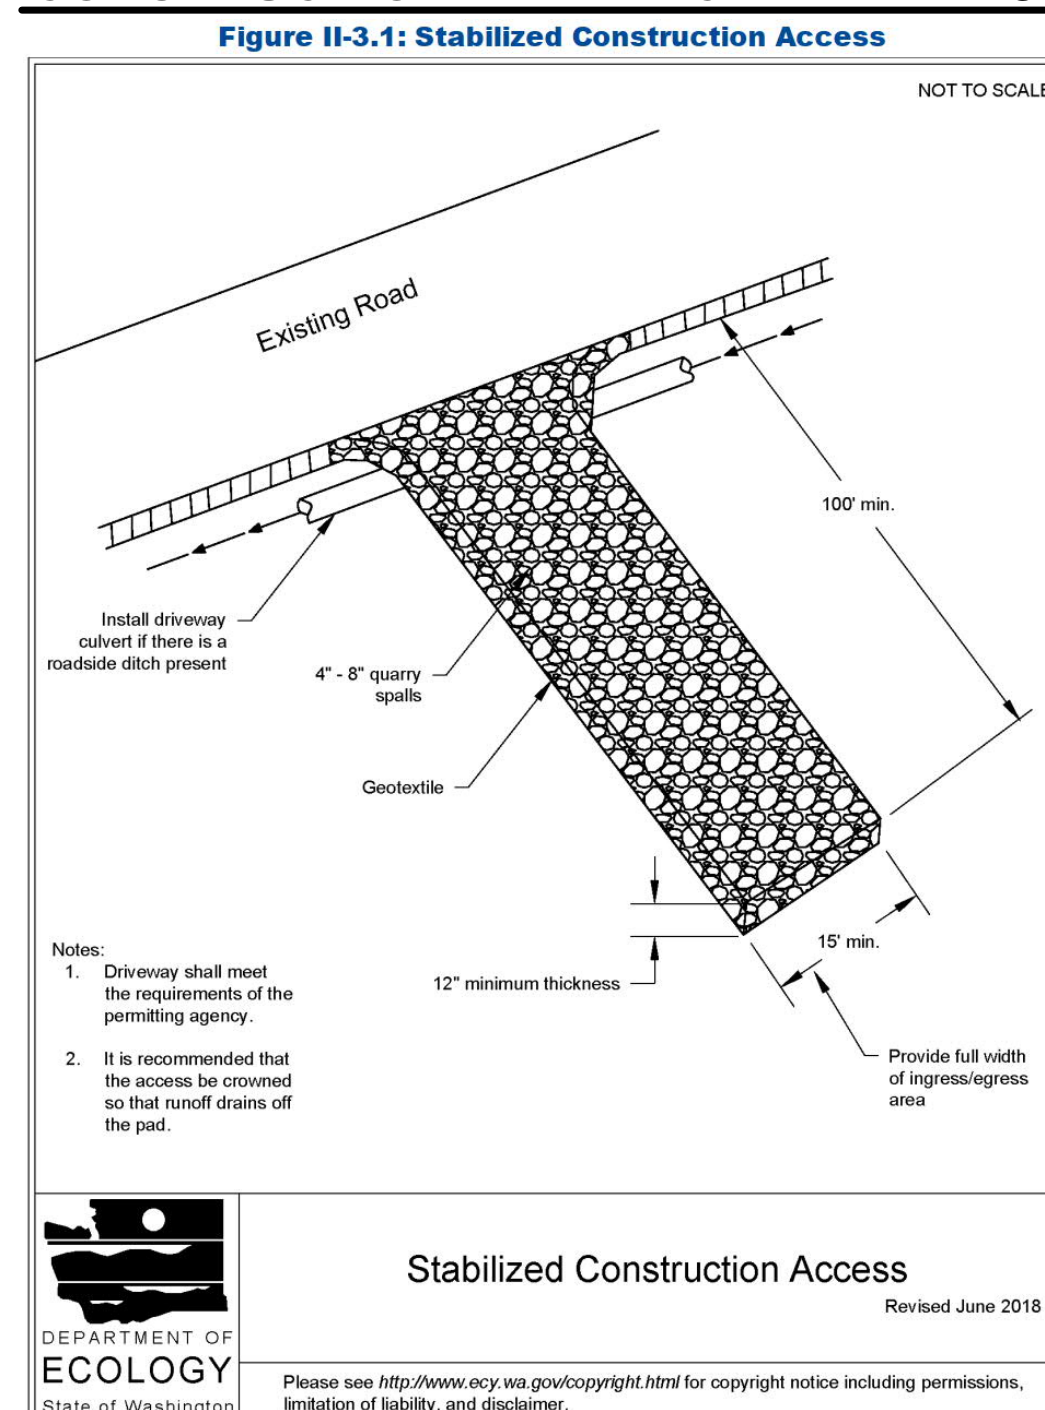 Figure II-3.1: Stabilized Construction Access
NOT TO SCALE
Existing Road
100' min.
Install driveway
culvert if there is a
roadside ditch present
4" - 8" quarry
spalls
Geotextile
15' min.
12" minimum thickness
Provide full width
of ingress/egress
area
Notes:
1. Driveway shall meet
the requirements of the
permitting agency.
2. It is recommended that
the access be crowned
so that runoff drains off
the pad.
Stabilized Construction Access
Revised June 2018
DEPARTMENT OF
ECOLOGY
State of Washington
Please see http://www.ecy.wa.gov/copyright.html for copyright notice including permissions,
limitation of liability, and disclaimer.